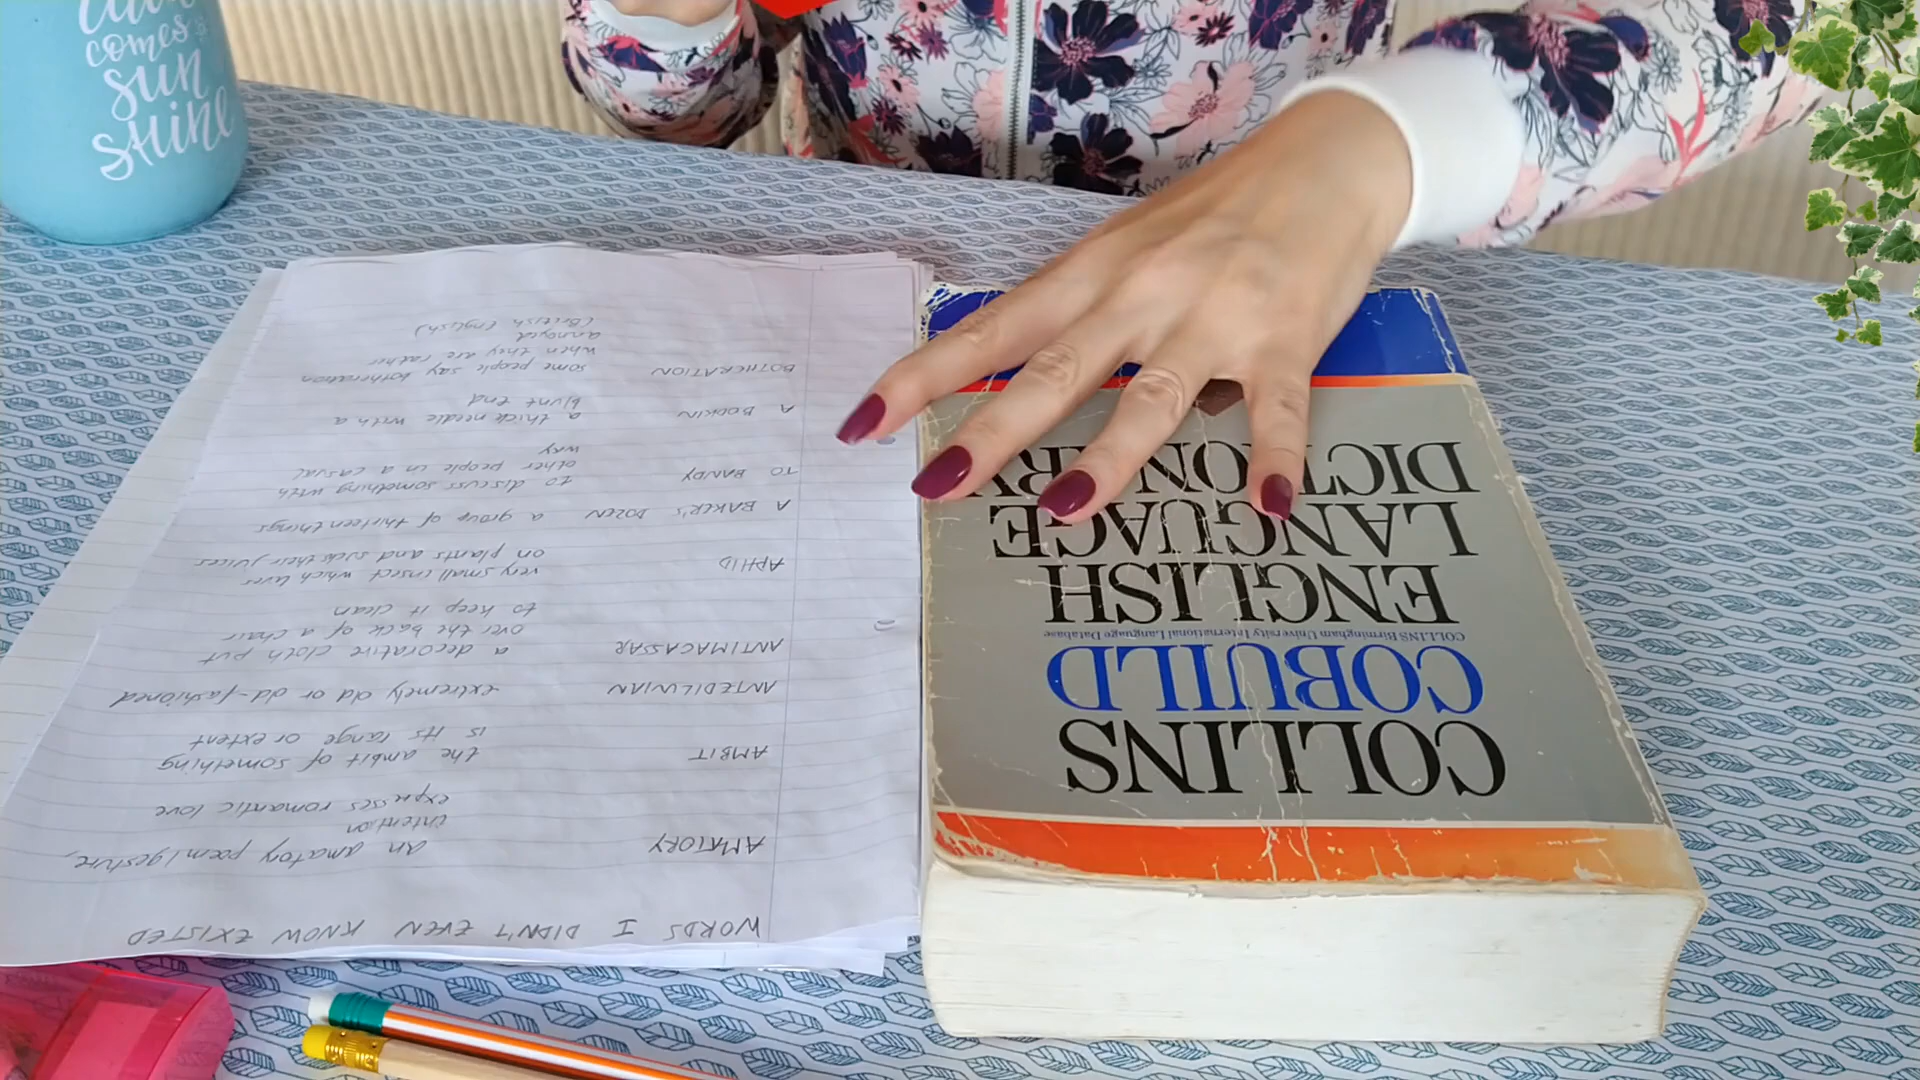 comes
sun
shine
WORDS I DIDN'T EVEN KNOW EXISTED
AMATORY an amatory poem/gesture,
intention
expresses romantic love
AMBIT the ambit of something
is its range or extent
ANTEDILUVIAN extremely old or old-fashioned
ANTIMACASSAR a decorative cloth put
over the back of a chair
to keep it clean
APHID very small insect which lives
on plants and sucks their juices
A BAKER'S DOZEN a group of thirteen things
TO BANDY to discuss something with
other people in a casual
way
A BODKIN a thick needle with a
blunt end
BOTHERATION some people say botheration
when they are rather
annoyed
(British English)
COLLINS
COBUILD
COLLINS Birmingham University International Language Database
ENGLISH
LANGUAGE
DICTIONARY